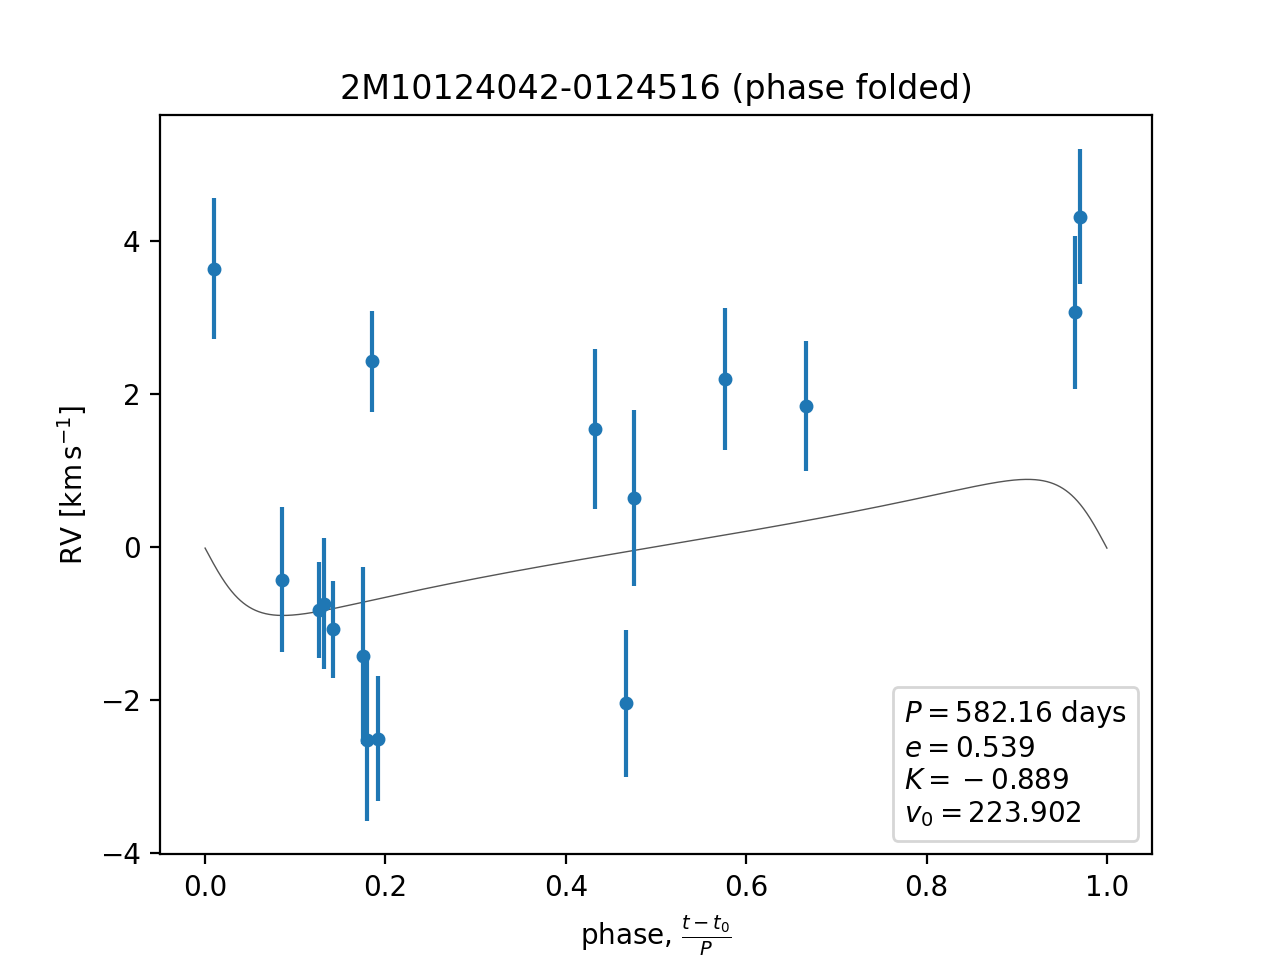 2M10124042-0124516 (phase folded)
RV [km s⁻¹]
4
2
0
−2
−4
P = 582.16 days
e = 0.539
K = −0.889
v₀ = 223.902
0.0 0.2 0.4 0.6 0.8 1.0
phase, (t − t₀)/P